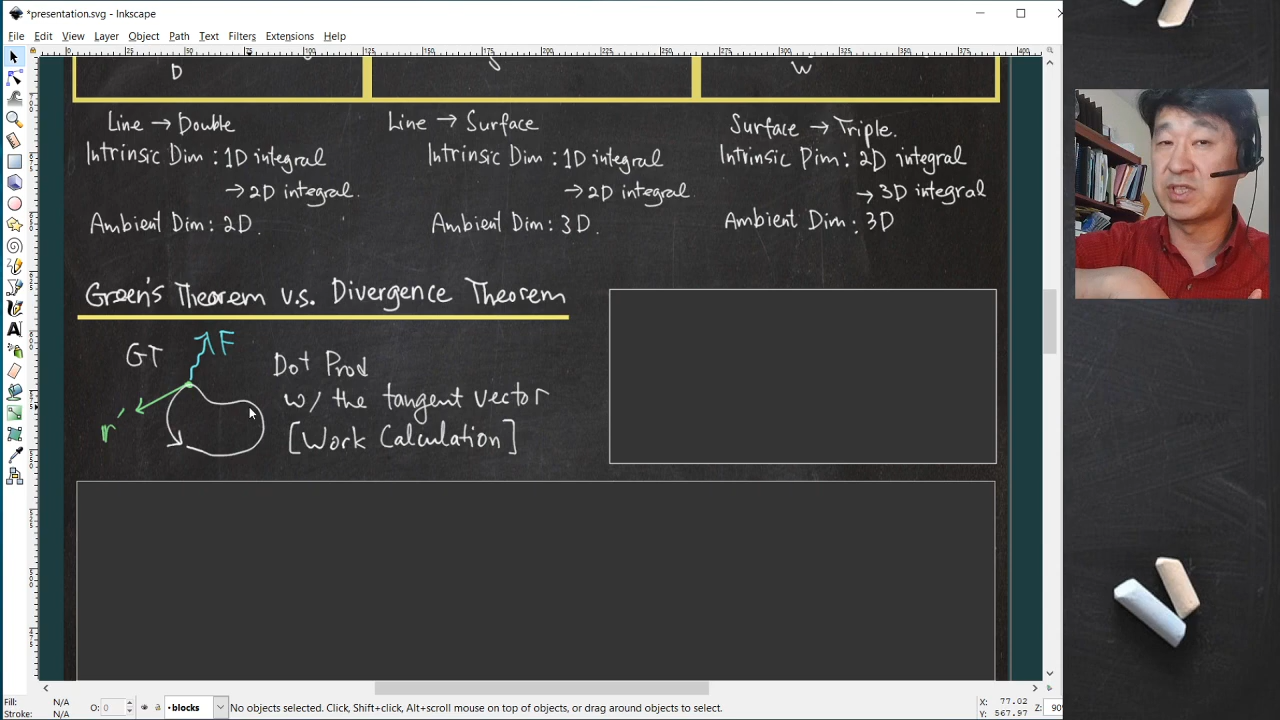 *presentation.svg - Inkscape
File Edit View Layer Object Path Text Filters Extensions Help
D
W
Line → Double
Intrinsic Dim : 1D integral
→ 2D integral.
Ambient Dim : 2D.
Line → Surface
Intrinsic Dim : 1D integral
→ 2D integral.
Ambient Dim : 3D.
Surface → Triple.
Intrinsic Dim : 2D integral
→ 3D integral
Ambient Dim : 3D
Green's Theorem v.s. Divergence Theorem
GT
F
r'
Dot Prod
w/ the tangent vector
[Work Calculation]
Fill: N/A
Stroke: N/A
O: 0
•blocks
No objects selected. Click, Shift+click, Alt+scroll mouse on top of objects, or drag around objects to select.
X: 77.02
Y: 567.97
Z: 90